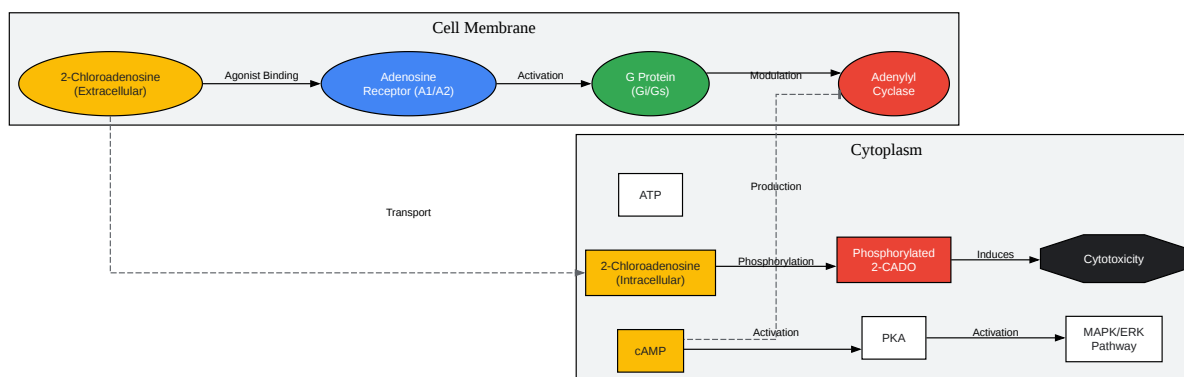 Cell Membrane
2-Chloroadenosine
(Extracellular)
Agonist Binding
Adenosine
Receptor (A1/A2)
Activation
G Protein
(Gi/Gs)
Modulation
Adenylyl
Cyclase
Cytoplasm
ATP
Production
Transport
2-Chloroadenosine
(Intracellular)
Phosphorylation
Phosphorylated
2-CADO
Induces
Cytotoxicity
cAMP
Activation
PKA
Activation
MAPK/ERK
Pathway